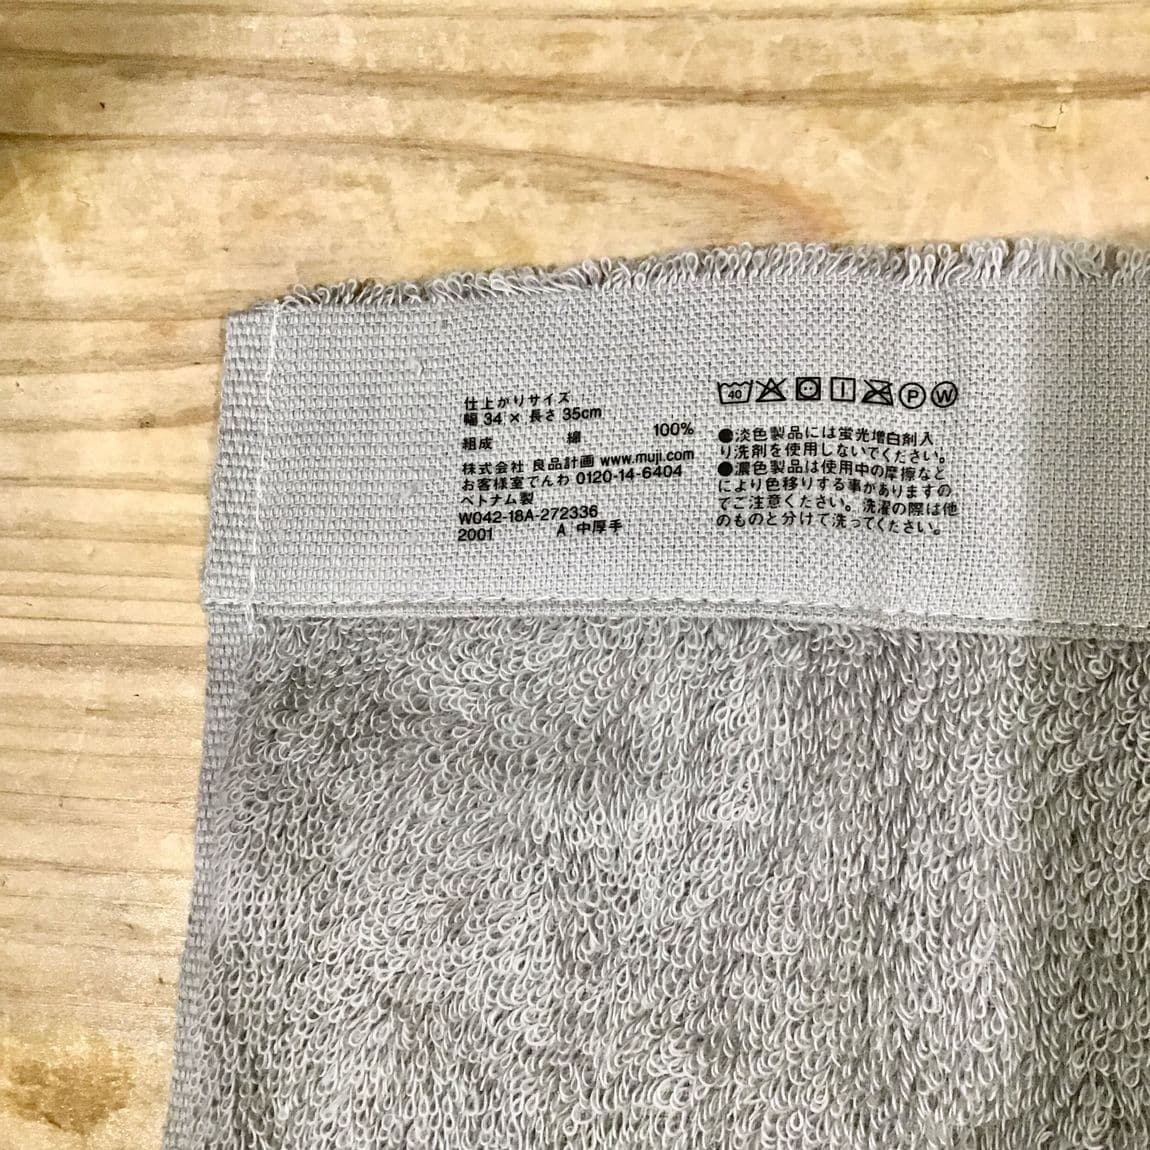 仕上がりサイズ
幅 34 × 長さ 35cm
組成 綿 100%
株式会社 良品計画 www.muji.com
お客様室でんわ 0120-14-6404
ベトナム製
W042-18A-272336
2001 A 中厚手
40 P W
●淡色製品には蛍光増白剤入
り洗剤を使用しないでください。
●濃色製品は使用中の摩擦など
により色移りする事がありますの
でご注意ください。洗濯の際は他
のものと分けて洗ってください。